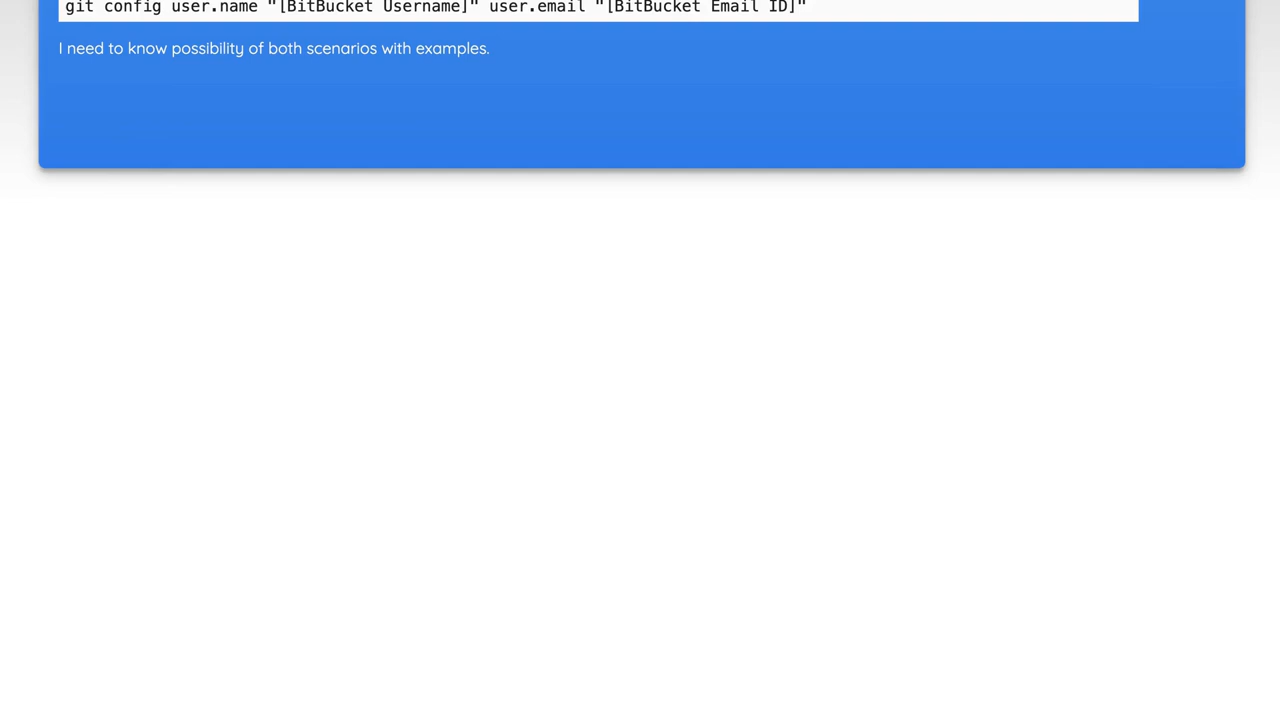 git config user.name "[BitBucket Username]" user.email "[BitBucket Email ID]"
I need to know possibility of both scenarios with examples.